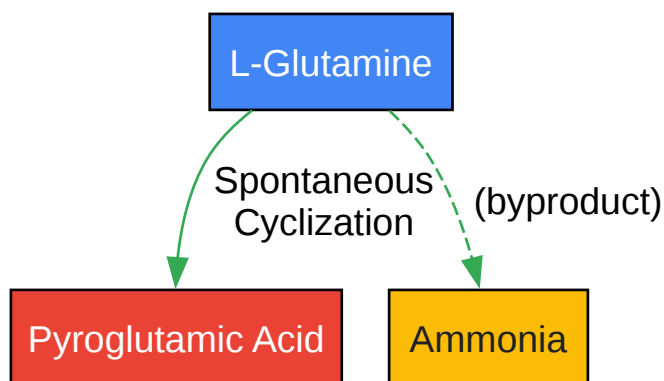 L-Glutamine
Spontaneous
Cyclization
(byproduct)
Pyroglutamic Acid
Ammonia